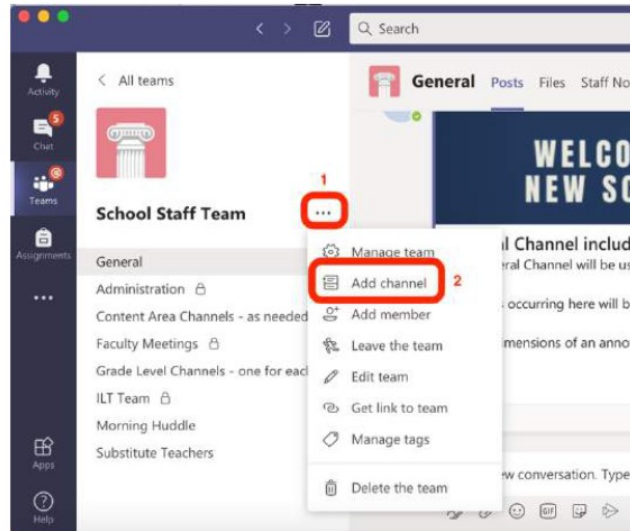 Search
Activity
5
Chat
@
Teams
Assignments
Apps
Help
All teams
School Staff Team
1
General
Administration
Content Area Channels - as needed
Faculty Meetings
Grade Level Channels - one for each
ILT Team
Morning Huddle
Substitute Teachers
Manage team
Add channel
2
Add member
Leave the team
Edit team
Get link to team
Manage tags
Delete the team
General Posts Files Staff No
WELCO
NEW SC
l Channel includ
eral Channel will be us
occurring here will b
mensions of an anno
w conversation. Type
GIF